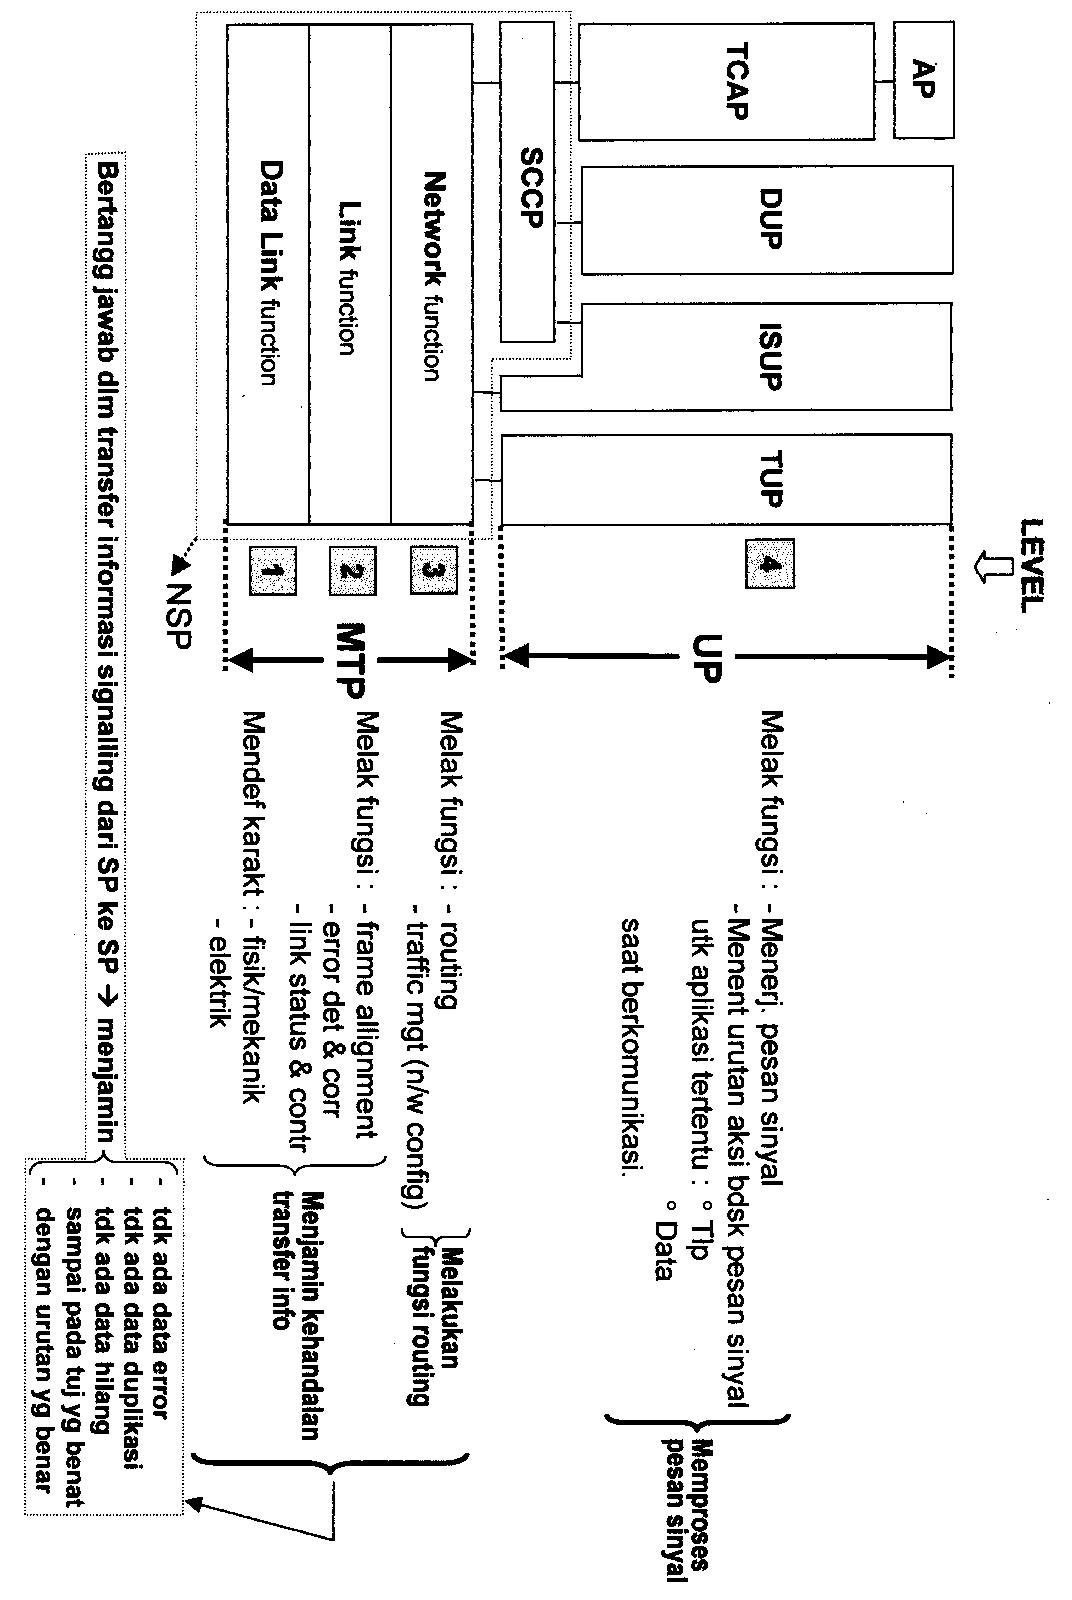 LEVEL
AP
TCAP
DUP
ISUP
TUP
4
UP
Melak fungsi : - Menerj. pesan sinyal
- Menent urutan aksi bdsk pesan sinyal
utk aplikasi tertentu : ° Tlp
° Data
saat berkomunikasi.
Memproses
pesan sinyal
SCCP
Network function
3
Melak fungsi : - routing
- traffic mgt (n/w config)
Melakukan
fungsi routing
Link function
2
MTP
Melak fungsi : - frame allignment
- error det & corr
- link status & contr
Data Link function
1
Mendef karakt : - fisik/mekanik
- elektrik
Menjamin kehandalan
transfer info
NSP
Bertangg jawab dlm transfer informasi signalling dari SP ke SP → menjamin
- tdk ada data error
- tdk ada data duplikasi
- tdk ada data hilang
- sampai pada tuj yg benat
- dengan urutan yg benar